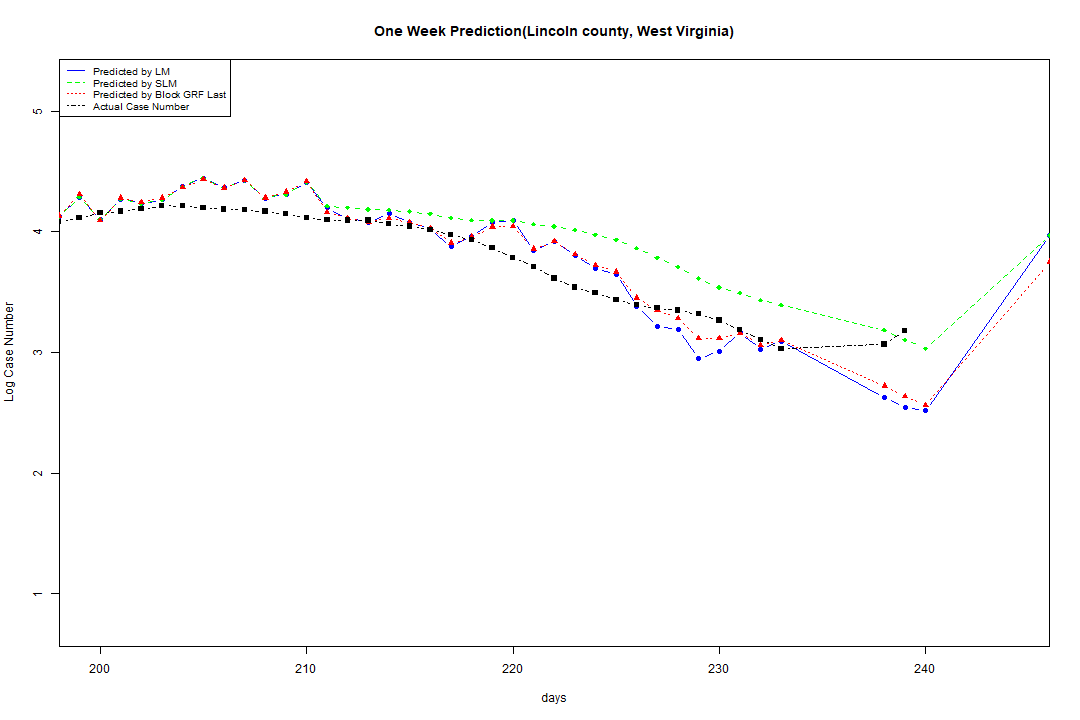 One Week Prediction(Lincoln county, West Virginia)
Predicted by LM
Predicted by SLM
Predicted by Block GRF Last
Actual Case Number
5
4
3
2
1
Log Case Number
200
210
220
230
240
days